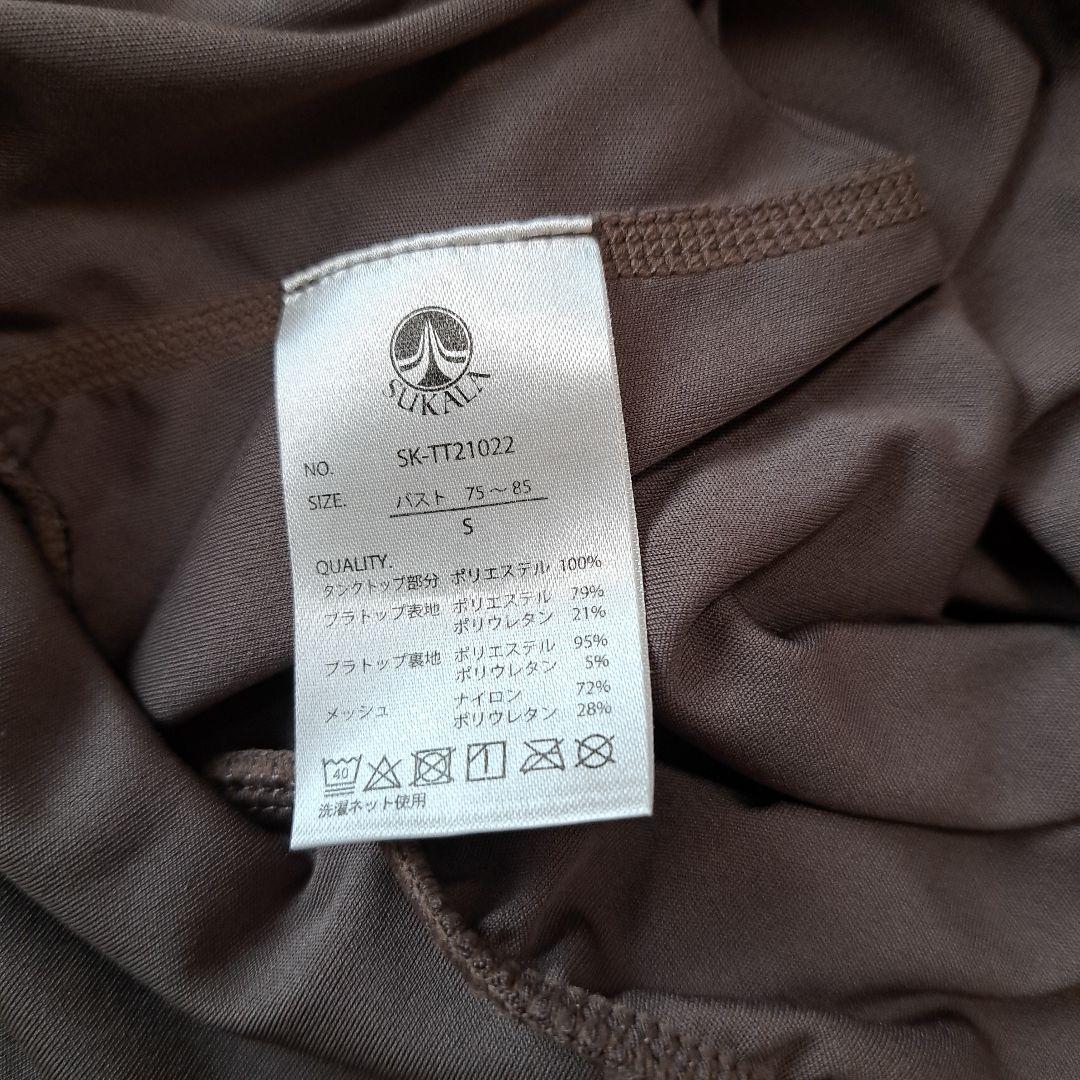 SUKALA
NO. SK-TT21022
SIZE. バスト 75～85
S
QUALITY.
タンクトップ部分 ポリエステル 100%
ブラトップ表地 ポリエステル 79%
ポリウレタン 21%
ブラトップ裏地 ポリエステル 95%
ポリウレタン 5%
メッシュ ナイロン 72%
ポリウレタン 28%
40
洗濯ネット使用